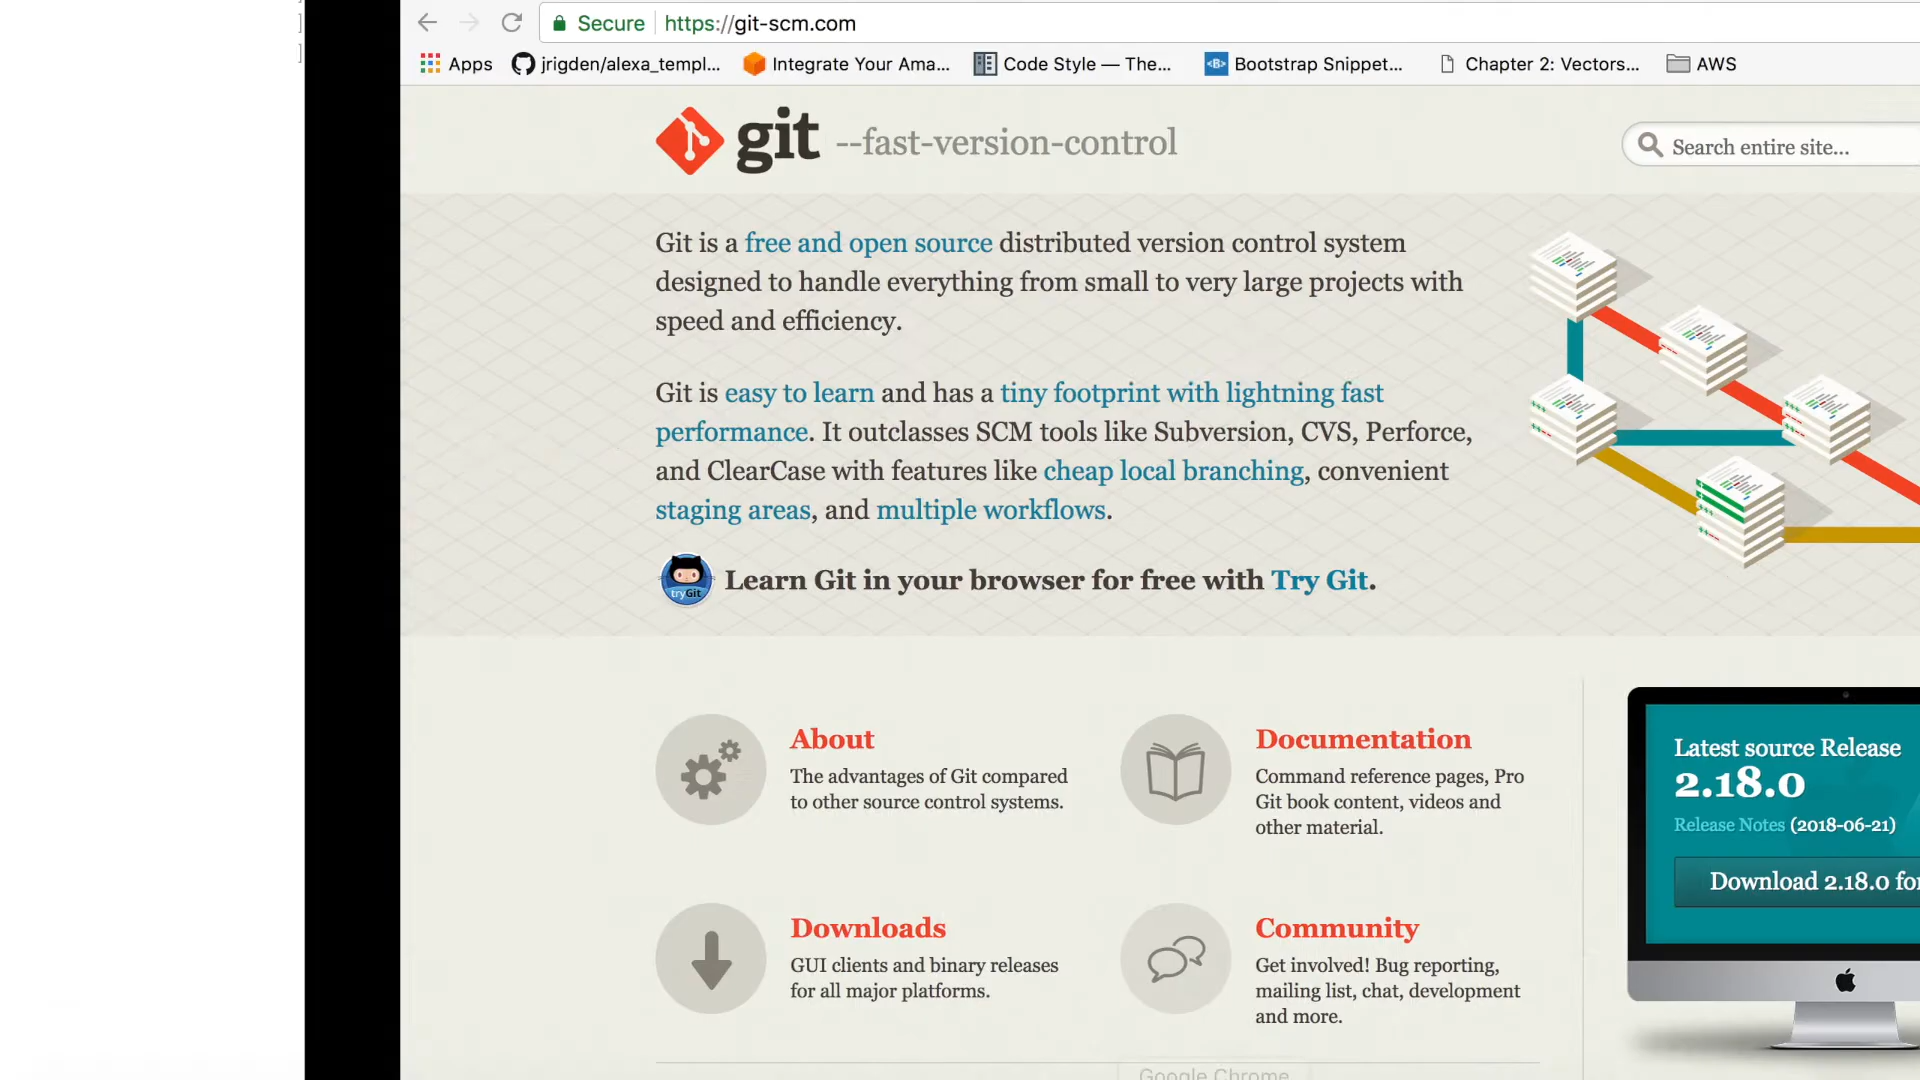 Secure https://git-scm.com
Apps jrigden/alexa_templ... Integrate Your Ama... Code Style — The... Bootstrap Snippet... Chapter 2: Vectors... AWS
git --fast-version-control
Search entire site...
Git is a free and open source distributed version control system
designed to handle everything from small to very large projects with
speed and efficiency.
Git is easy to learn and has a tiny footprint with lightning fast
performance. It outclasses SCM tools like Subversion, CVS, Perforce,
and ClearCase with features like cheap local branching, convenient
staging areas, and multiple workflows.
tryGit
Learn Git in your browser for free with Try Git.
About
The advantages of Git compared
to other source control systems.
Documentation
Command reference pages, Pro
Git book content, videos and
other material.
Downloads
GUI clients and binary releases
for all major platforms.
Community
Get involved! Bug reporting,
mailing list, chat, development
and more.
Latest source Release
2.18.0
Release Notes (2018-06-21)
Download 2.18.0 for
Google Chrome